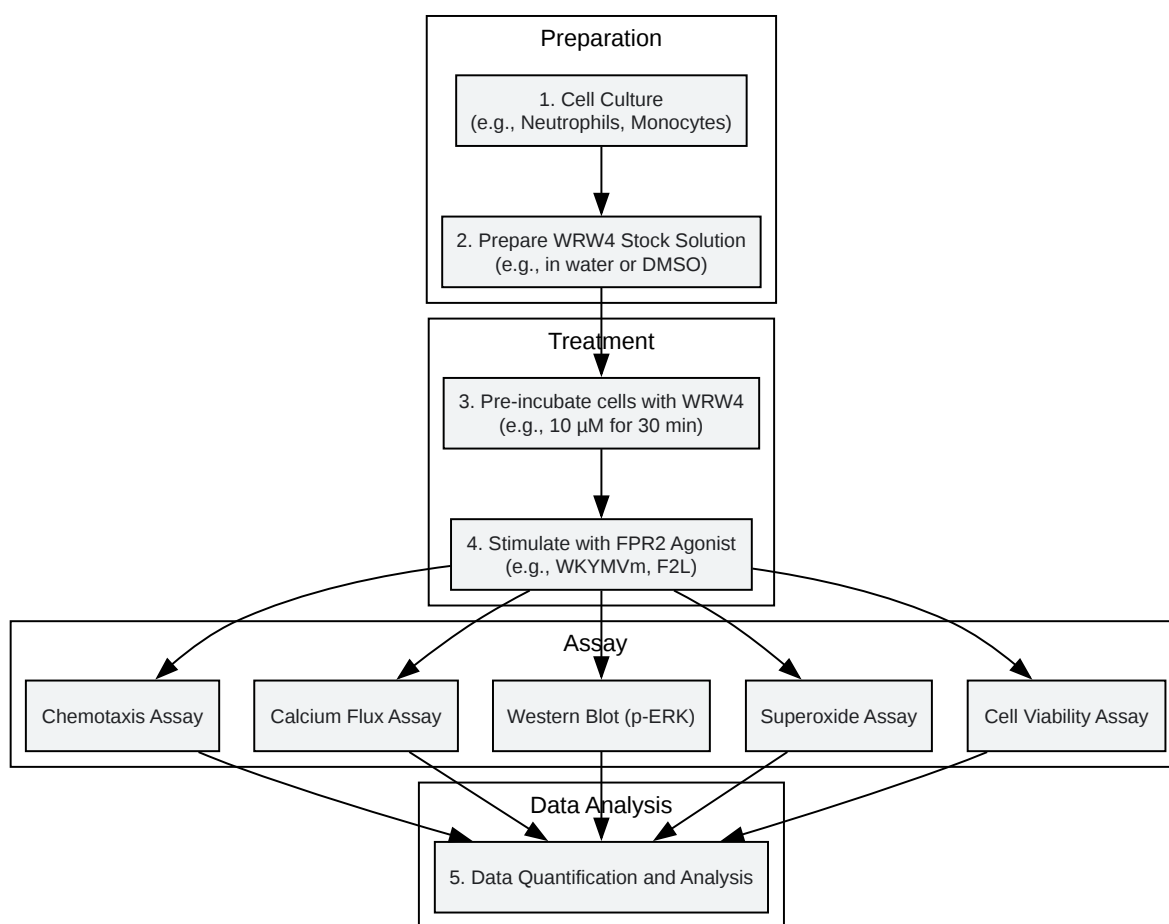 Preparation
1. Cell Culture
(e.g., Neutrophils, Monocytes)
2. Prepare WRW4 Stock Solution
(e.g., in water or DMSO)
Treatment
3. Pre-incubate cells with WRW4
(e.g., 10 µM for 30 min)
4. Stimulate with FPR2 Agonist
(e.g., WKYMVm, F2L)
Assay
Chemotaxis Assay
Calcium Flux Assay
Western Blot (p-ERK)
Superoxide Assay
Cell Viability Assay
Data Analysis
5. Data Quantification and Analysis